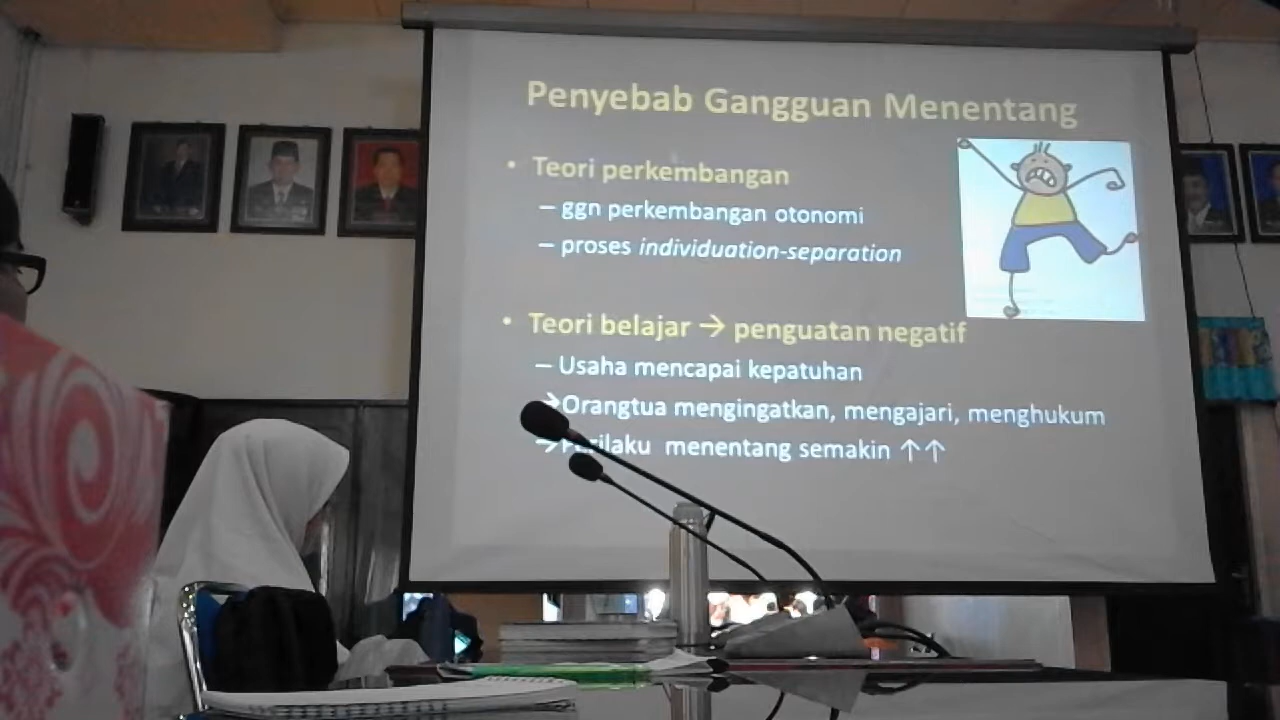 Penyebab Gangguan Menentang
• Teori perkembangan
– ggn perkembangan otonomi
– proses individuation-separation
• Teori belajar → penguatan negatif
– Usaha mencapai kepatuhan
→Orangtua mengingatkan, mengajari, menghukum
→Perilaku menentang semakin ↑↑